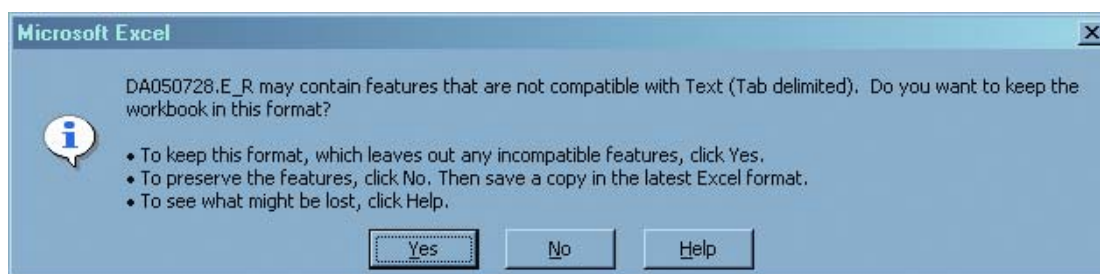 Microsoft Excel
DA050728.E_R may contain features that are not compatible with Text (Tab delimited). Do you want to keep the
workbook in this format?
• To keep this format, which leaves out any incompatible features, click Yes.
• To preserve the features, click No. Then save a copy in the latest Excel format.
• To see what might be lost, click Help.
Yes No Help